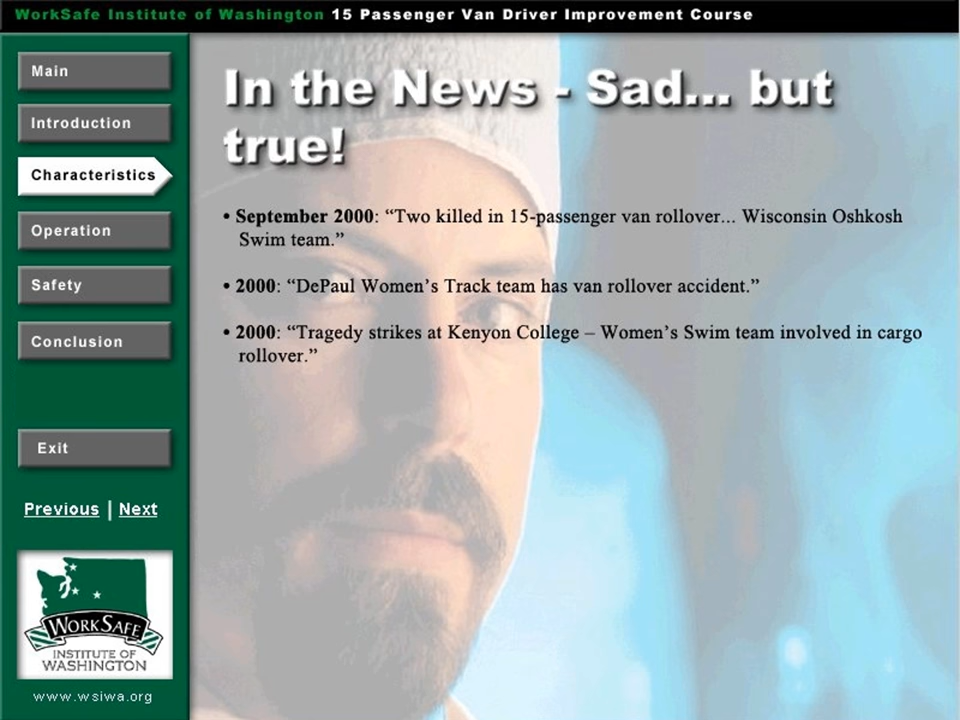 WorkSafe Institute of Washington 15 Passenger Van Driver Improvement Course
Main
Introduction
Characteristics
Operation
Safety
Conclusion
Exit
Previous | Next
WORKSAFE
INSTITUTE OF
WASHINGTON
www.wsiwa.org
In the News - Sad... but
true!
• September 2000: “Two killed in 15-passenger van rollover... Wisconsin Oshkosh
Swim team.”
• 2000: “DePaul Women’s Track team has van rollover accident.”
• 2000: “Tragedy strikes at Kenyon College – Women’s Swim team involved in cargo
rollover.”